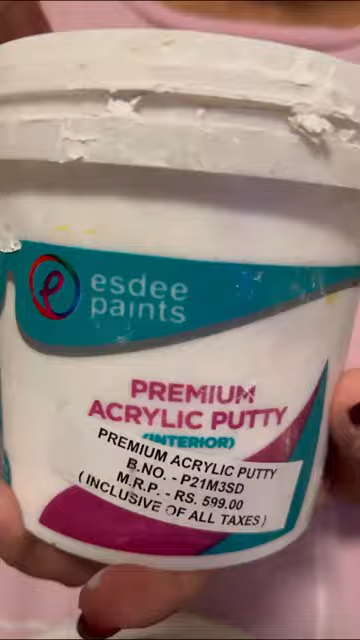 esdee
paints
PREMIUM
ACRYLIC PUTTY
(INTERIOR)
PREMIUM ACRYLIC PUTTY
B.NO. - P21M3SD
M.R.P. - RS. 599.00
( INCLUSIVE OF ALL TAXES )